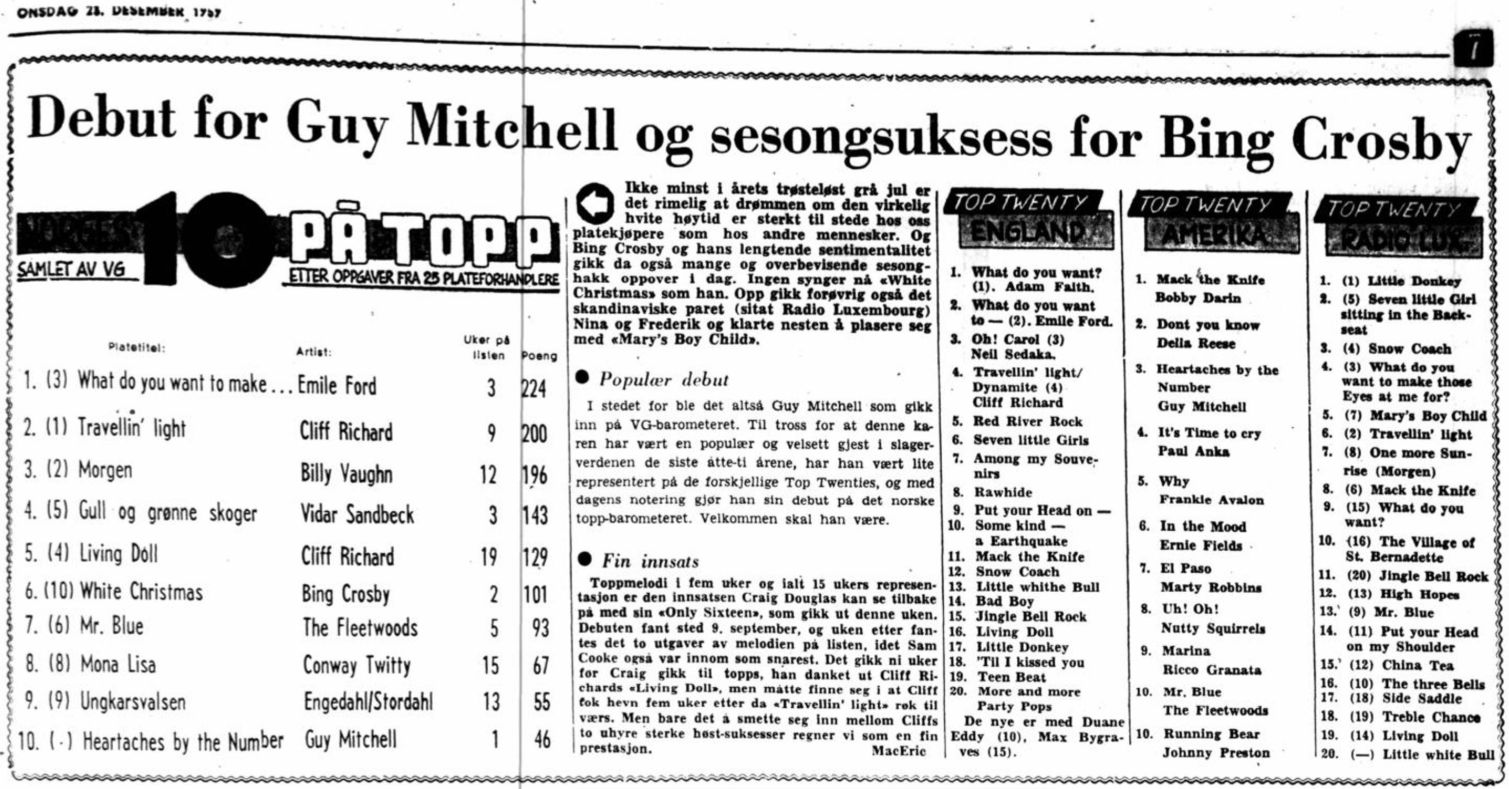 ONSDAG 23. DESEMBER
7
Debut for Guy Mitchell og sesongsuksess for Bing Crosby
NORGES 10 PÅ TOPP
SAMLET AV VG
ETTER OPPGAVER FRA 25 PLATEFORHANDLERE
Platetitel: Artist: Uker på listen Poeng
1. (3) What do you want to make ... Emile Ford 3 224
2. (1) Travellin' light Cliff Richard 9 200
3. (2) Morgen Billy Vaughn 12 196
4. (5) Gull og grønne skoger Vidar Sandbeck 3 143
5. (4) Living Doll Cliff Richard 19 129
6. (10) White Christmas Bing Crosby 2 101
7. (6) Mr. Blue The Fleetwoods 5 93
8. (8) Mona Lisa Conway Twitty 15 67
9. (9) Ungkarsvalsen Engedahl/Stordahl 13 55
10. (-) Heartaches by the Number Guy Mitchell 1 46
Ikke minst i årets trøsteløst grå jul er
det rimelig at drømmen om den virkelig
hvite høytid er sterkt til stede hos oss
platekjøpere som hos andre mennesker. Og
Bing Crosby og hans lengtende sentimentalitet
gikk da også mange og overbevisende sesong-
hakk oppover i dag. Ingen synger nå «White
Christmas» som han. Opp gikk forøvrig også det
skandinaviske paret (sitat Radio Luxembourg)
Nina og Frederik og klarte nesten å plasere seg
med «Mary's Boy Child».
● Populær debut
I stedet for ble det altså Guy Mitchell som gikk
inn på VG-barometeret. Til tross for at denne ka-
ren har vært en populær og velsett gjest i slager-
verdenen de siste åtte-ti årene, har han vært lite
representert på de forskjellige Top Twenties, og med
dagens notering gjør han sin debut på det norske
topp-barometeret. Velkommen skal han være.
● Fin innsats
Toppmelodi i fem uker og ialt 15 ukers represen-
tasjon er den innsatsen Craig Douglas kan se tilbake
på med sin «Only Sixteen», som gikk ut denne uken.
Debuten fant sted 9. september, og uken etter fan-
tes det to utgaver av melodien på listen, idet Sam
Cooke også var innom som snarest. Det gikk ni uker
før Craig gikk til topps, han danket ut Cliff Ri-
chards «Living Doll», men måtte finne seg i at Cliff
tok hevn fem uker etter da «Travellin' light» røk til
værs. Men bare det å smette seg inn mellom Cliffs
to uhyre sterke høst-suksesser regner vi som en fin
prestasjon. MacEric
TOP TWENTY
ENGLAND
1. What do you want?
(1). Adam Faith.
2. What do you want
to — (2). Emile Ford.
3. Oh! Carol (3)
Neil Sedaka.
4. Travellin' light/
Dynamite (4)
Cliff Richard
5. Red River Rock
6. Seven little Girls
7. Among my Souve-
nirs
8. Rawhide
9. Put your Head on —
10. Some kind —
a Earthquake
11. Mack the Knife
12. Snow Coach
13. Little whithe Bull
14. Bad Boy
15. Jingle Bell Rock
16. Living Doll
17. Little Donkey
18. 'Til I kissed you
19. Teen Beat
20. More and more
Party Pops
De nye er med Duane
Eddy (10), Max Bygra-
ves (15).
TOP TWENTY
AMERIKA
1. Mack the Knife
Bobby Darin
2. Dont you know
Della Reese
3. Heartaches by the
Number
Guy Mitchell
4. It's Time to cry
Paul Anka
5. Why
Frankie Avalon
6. In the Mood
Ernie Fields
7. El Paso
Marty Robbins
8. Uh! Oh!
Nutty Squirrels
9. Marina
Ricco Granata
10. Mr. Blue
The Fleetwoods
10. Running Bear
Johnny Preston
TOP TWENTY
RADIO LUX.
1. (1) Little Donkey
2. (5) Seven little Girl
sitting in the Back-
seat
3. (4) Snow Coach
4. (3) What do you
want to make those
Eyes at me for?
5. (7) Mary's Boy Child
6. (2) Travellin' light
7. (8) One more Sun-
rise (Morgen)
8. (6) Mack the Knife
9. (15) What do you
want?
10. (16) The Village of
St. Bernadette
11. (20) Jingle Bell Rock
12. (13) High Hopes
13. (9) Mr. Blue
14. (11) Put your Head
on my Shoulder
15. (12) China Tea
16. (10) The three Bells
17. (18) Side Saddle
18. (19) Treble Chance
19. (14) Living Doll
20. (—) Little white Bull